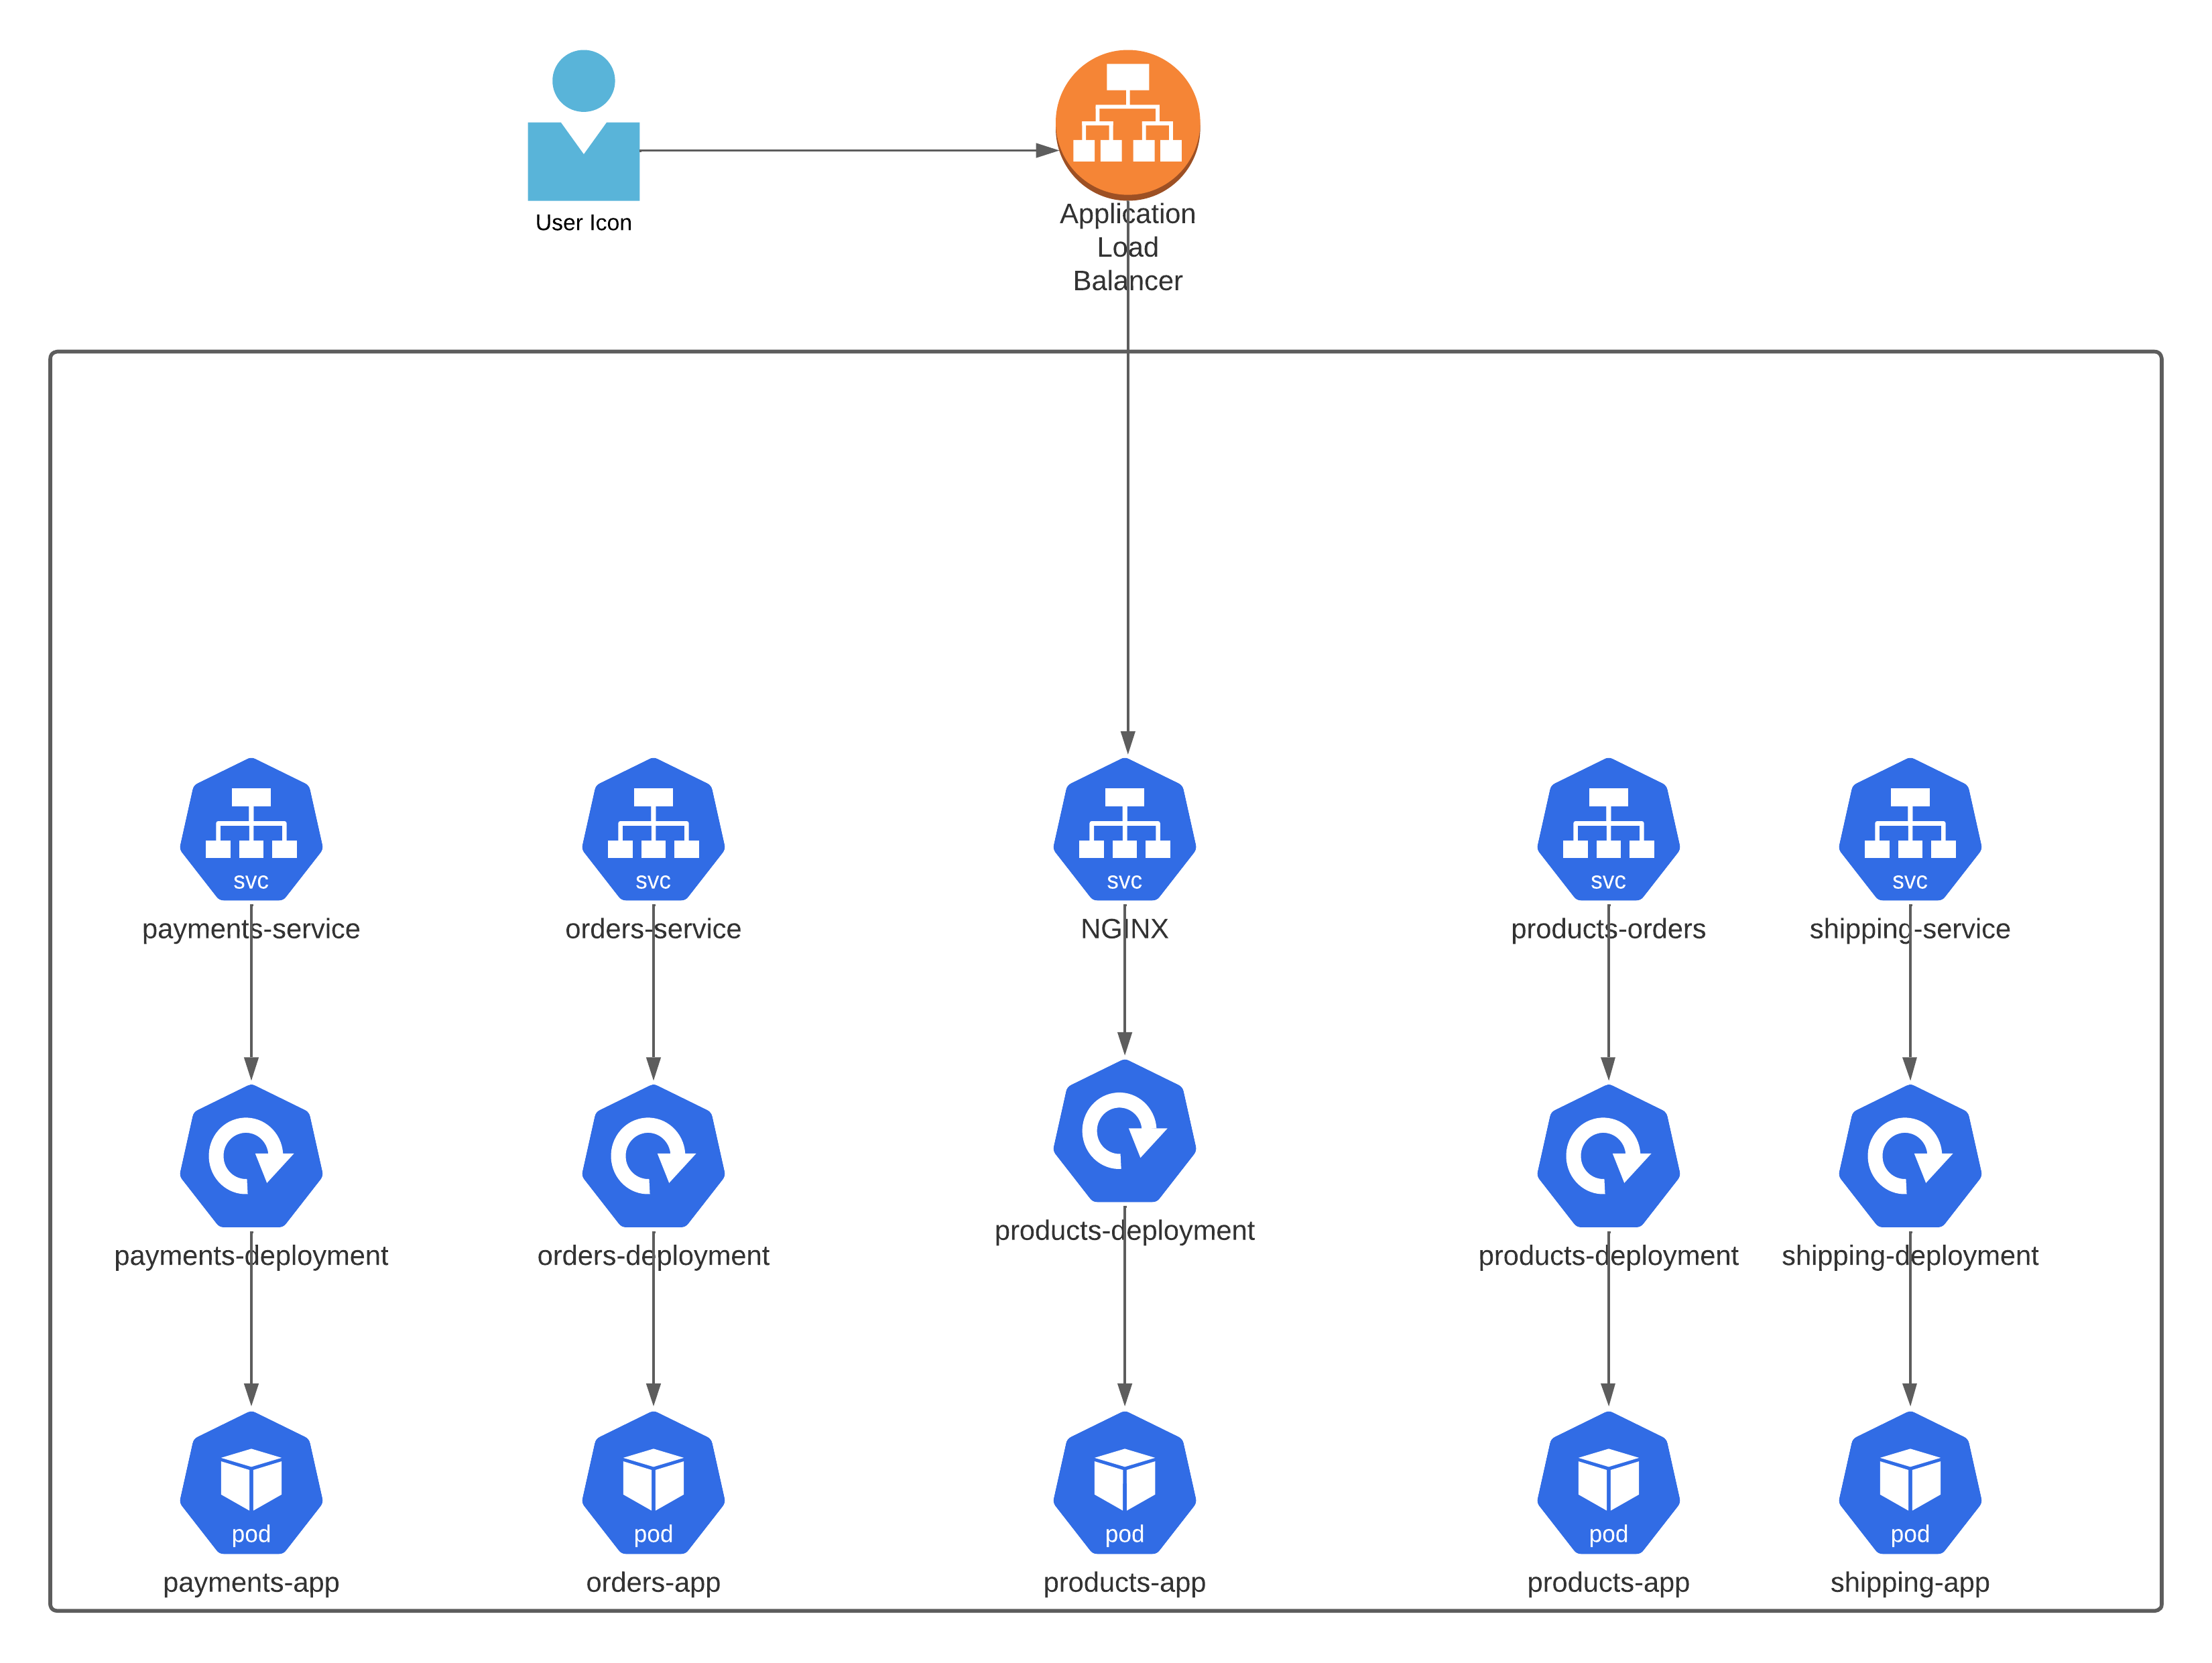 User Icon
Application
Load
Balancer
svc
svc
svc
svc
svc
payments-service
orders-service
NGINX
products-orders
shipping-service
products-deployment
payments-deployment
orders-deployment
products-deployment
shipping-deployment
pod
pod
pod
pod
pod
payments-app
orders-app
products-app
products-app
shipping-app